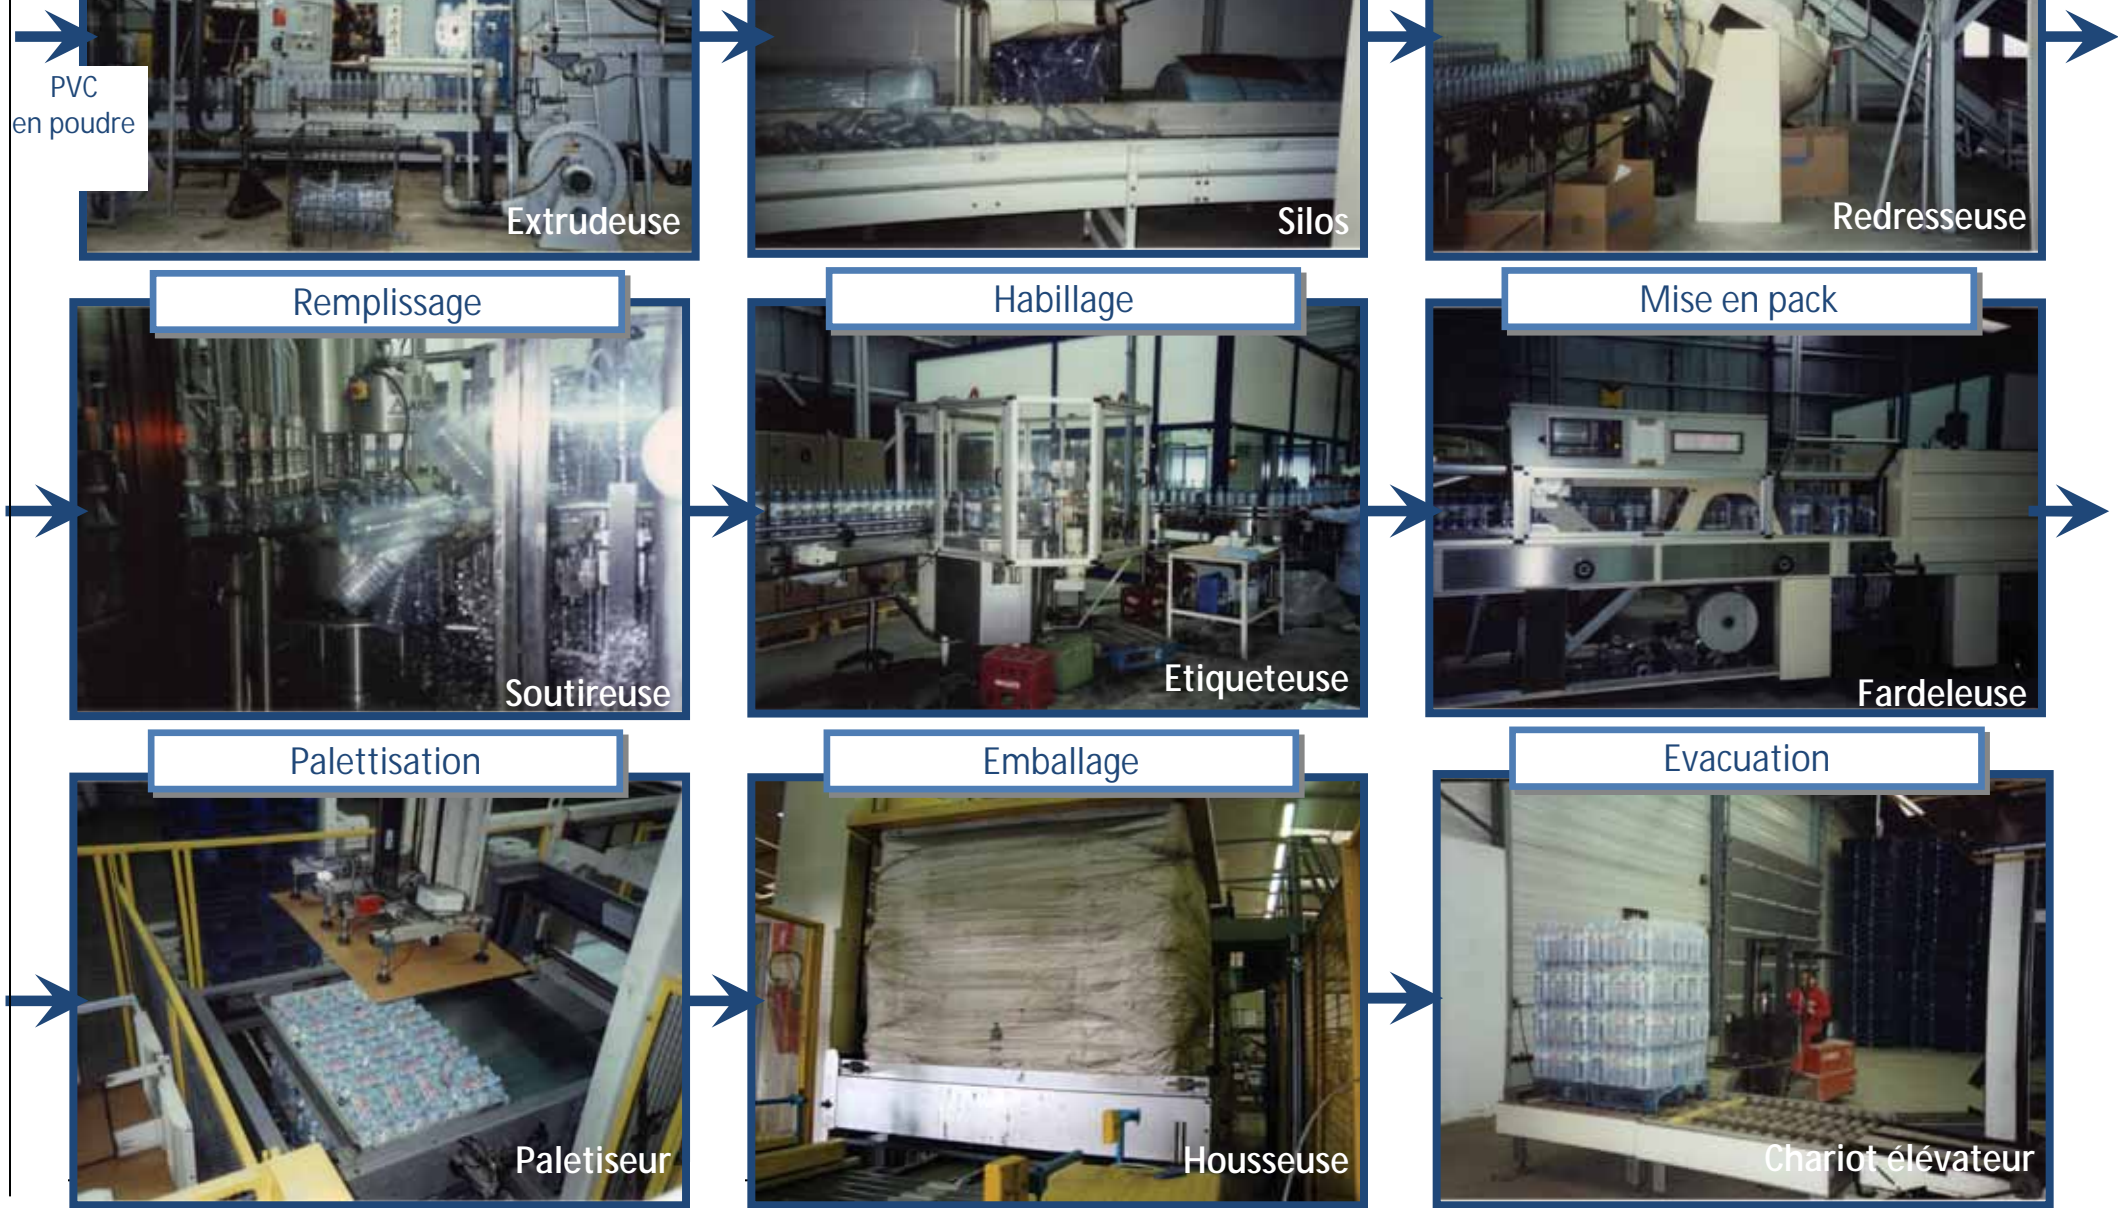 PVC
en poudre
Extrudeuse
Silos
Redresseuse
Remplissage
Habillage
Mise en pack
Soutireuse
Etiqueteuse
Fardeleuse
Palettisation
Emballage
Evacuation
Paletiseur
Housseuse
Chariot élévateur